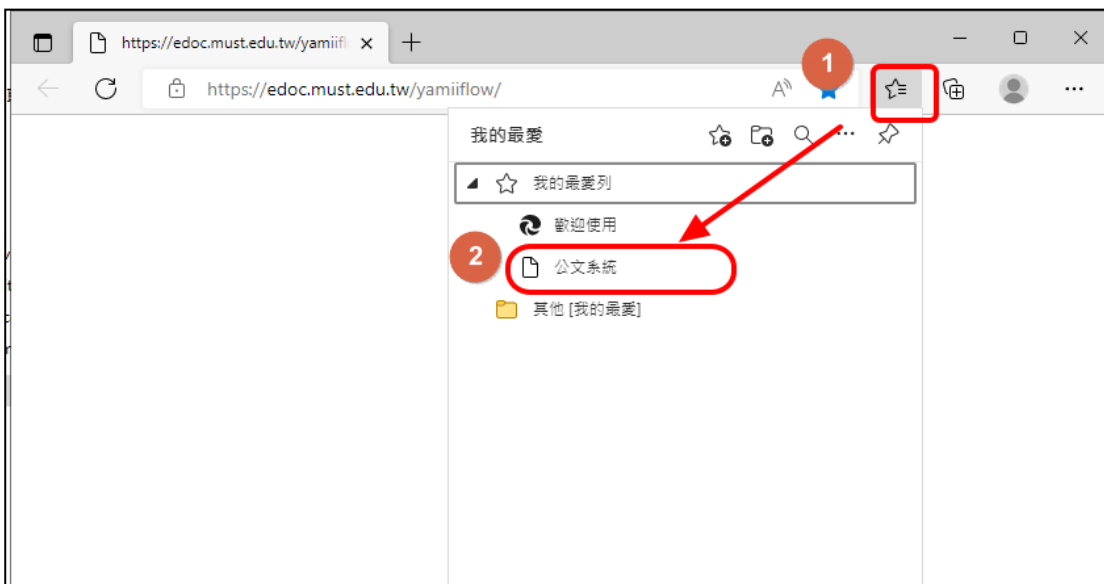 https://edoc.must.edu.tw/yamiifl
https://edoc.must.edu.tw/yamiiflow/
1
我的最愛
我的最愛列
歡迎使用
2
公文系統
其他 [我的最愛]